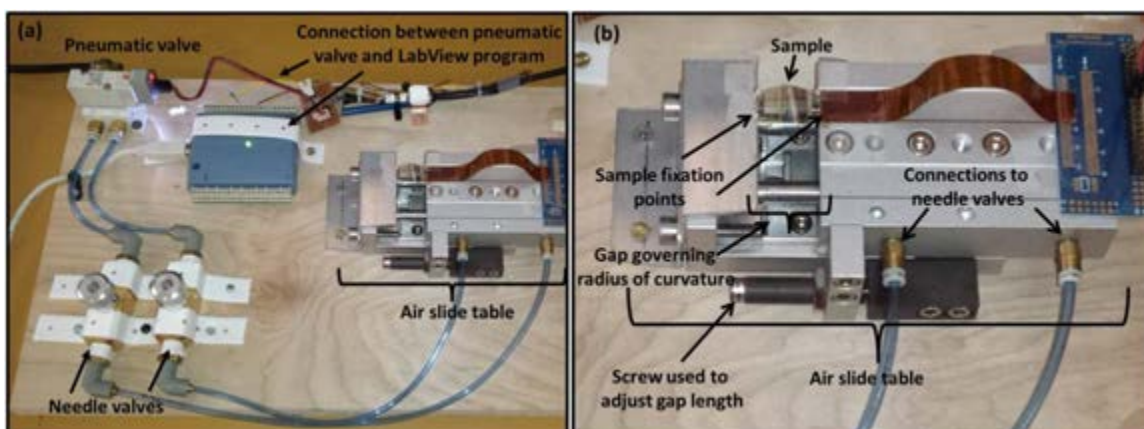 (a)
Pneumatic valve
Connection between pneumatic
valve and LabView program
Air slide table
Needle valves
(b)
Sample
Sample fixation
points
Connections to
needle valves
Gap governing
radius of curvature
Air slide table
Screw used to
adjust gap length